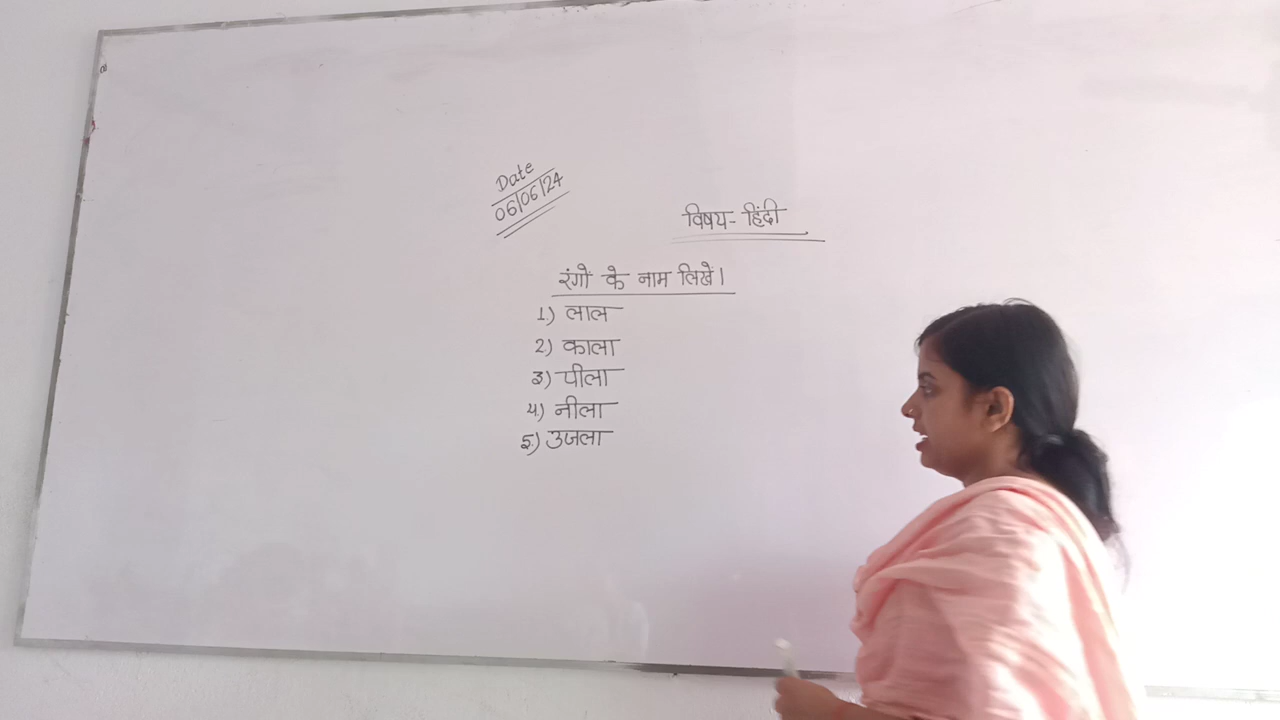 Date
06/06/24
विषय- हिंदी
रंगो के नाम लिखे।
1.) लाल
2.) काला
3) पीला
4.) नीला
5.) उजला